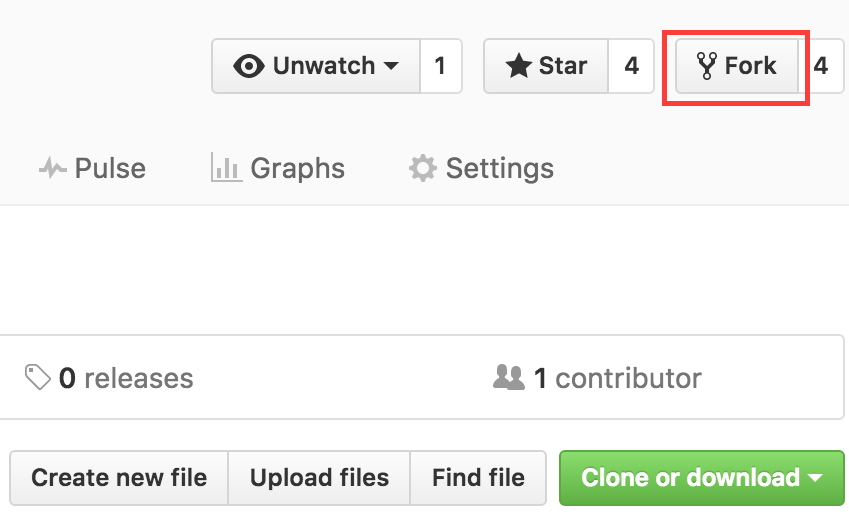 Unwatch 1 Star 4 Fork 4
Pulse Graphs Settings
0 releases 1 contributor
Create new file Upload files Find file Clone or download